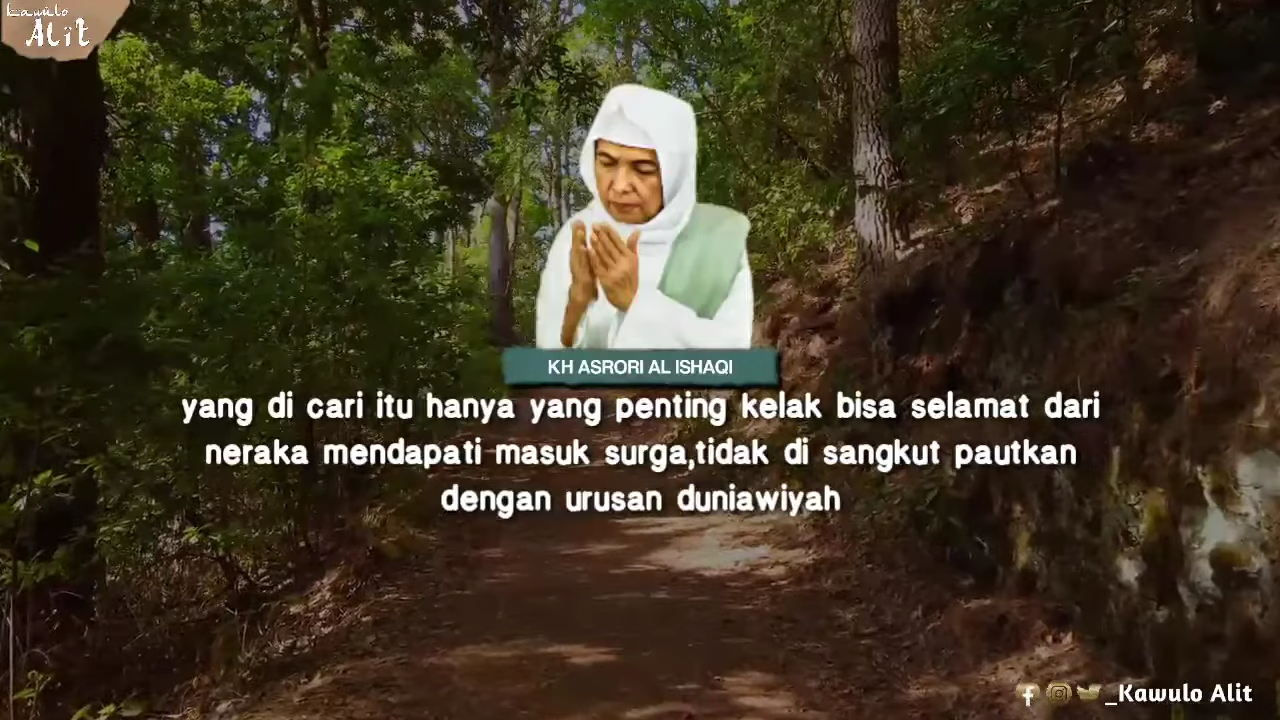 Kawulo
Alit
KH ASRORI AL ISHAQI
yang di cari itu hanya yang penting kelak bisa selamat dari
neraka mendapati masuk surga,tidak di sangkut pautkan
dengan urusan duniawiyah
_Kawulo Alit